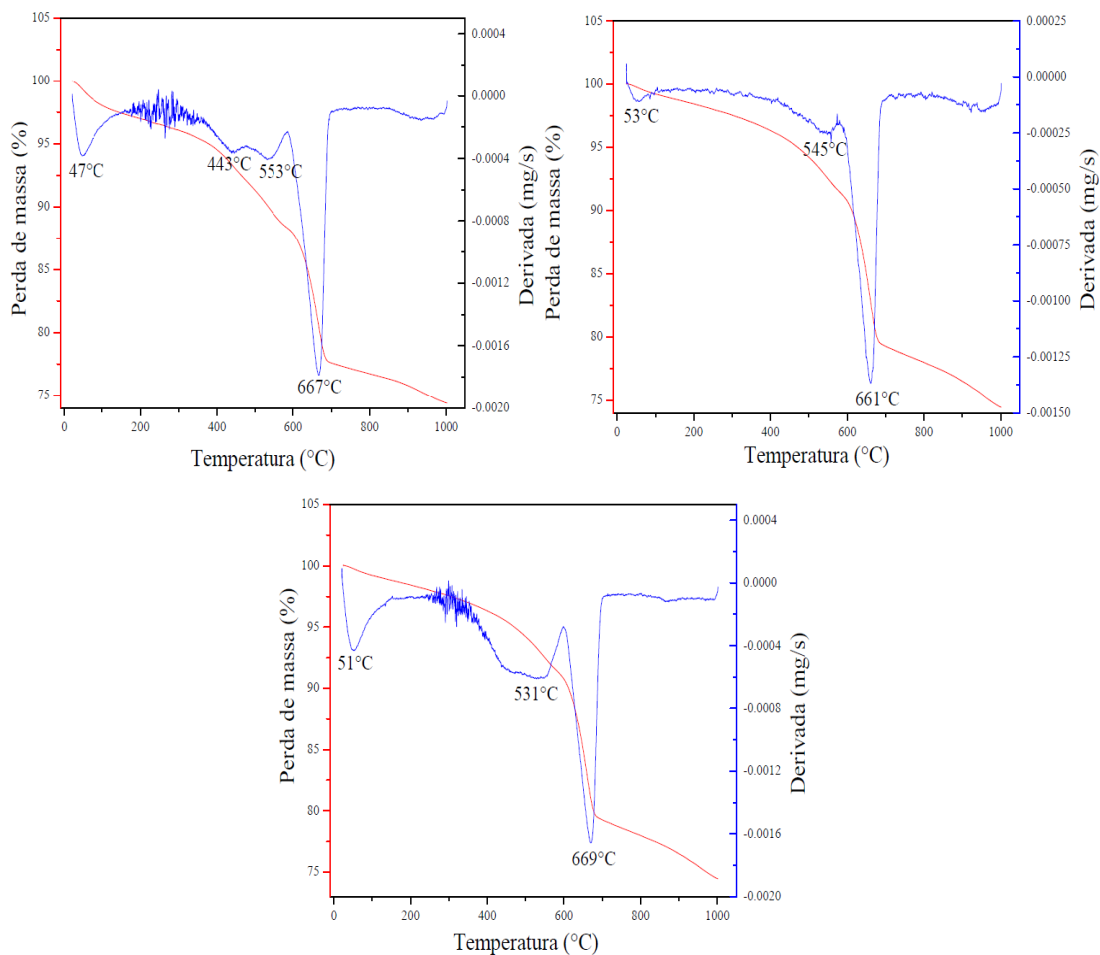 105
100
95
90
85
80
75
Perda de massa (%)
0.0004
0.0000
-0.0004
-0.0008
-0.0012
-0.0016
-0.0020
Derivada (mg/s)
47°C
443°C
553°C
667°C
0 200 400 600 800 1000
Temperatura (°C)
105
100
95
90
85
80
75
Perda de massa (%)
0.00025
0.00000
-0.00025
-0.00050
-0.00075
-0.00100
-0.00125
-0.00150
Derivada (mg/s)
53°C
545°C
661°C
0 200 400 600 800 1000
Temperatura (°C)
105
100
95
90
85
80
75
Perda de massa (%)
0.0004
0.0000
-0.0004
-0.0008
-0.0012
-0.0016
-0.0020
Derivada (mg/s)
51°C
531°C
669°C
0 200 400 600 800 1000
Temperatura (°C)